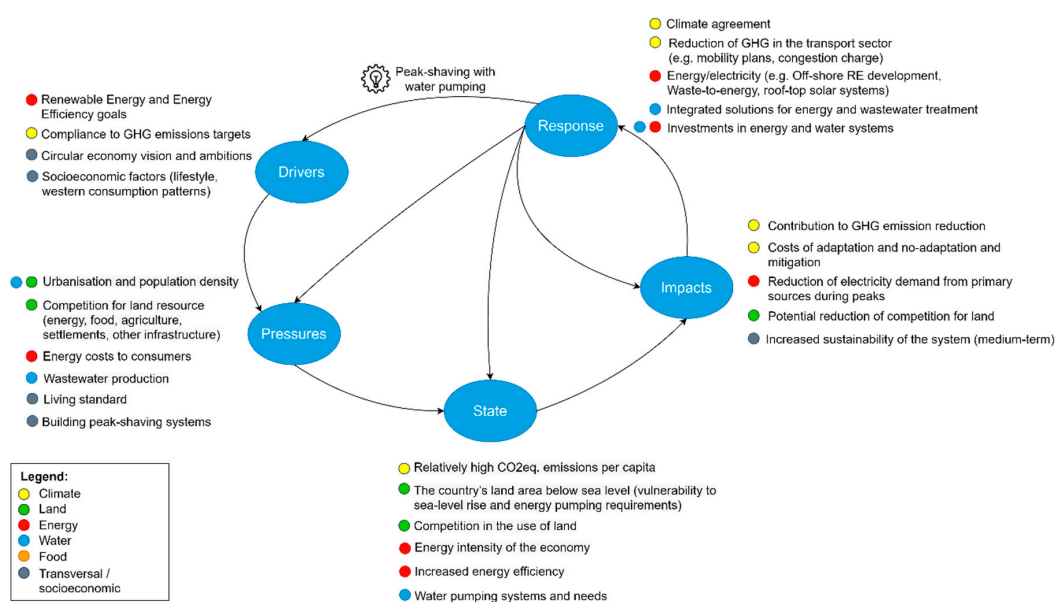 Climate agreement
Reduction of GHG in the transport sector
(e.g. mobility plans, congestion charge)
Energy/electricity (e.g. Off-shore RE development,
Waste-to-energy, roof-top solar systems)
Integrated solutions for energy and wastewater treatment
Investments in energy and water systems
Peak-shaving with
water pumping
Response
Renewable Energy and Energy
Efficiency goals
Compliance to GHG emissions targets
Circular economy vision and ambitions
Socioeconomic factors (lifestyle,
western consumption patterns)
Drivers
Contribution to GHG emission reduction
Costs of adaptation and no-adaptation and
mitigation
Reduction of electricity demand from primary
sources during peaks
Potential reduction of competition for land
Increased sustainability of the system (medium-term)
Impacts
Urbanisation and population density
Competition for land resource
(energy, food, agriculture,
settlements, other infrastructure)
Energy costs to consumers
Wastewater production
Living standard
Building peak-shaving systems
Pressures
State
Relatively high CO2eq. emissions per capita
The country's land area below sea level (vulnerability to
sea-level rise and energy pumping requirements)
Competition in the use of land
Energy intensity of the economy
Increased energy efficiency
Water pumping systems and needs
Legend:
Climate
Land
Energy
Water
Food
Transversal /
socioeconomic